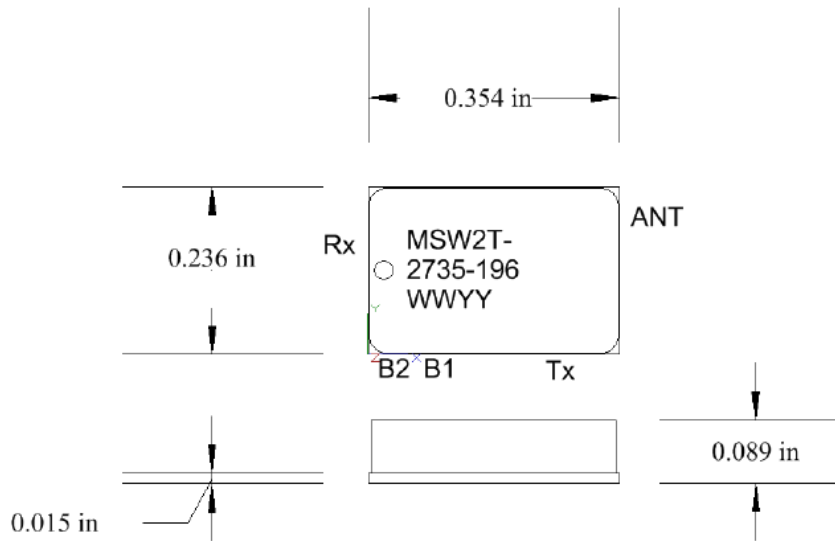 0.354 in
ANT
Rx
MSW2T-
2735-196
WWYY
0.236 in
Y
Z
X
B2 B1
Tx
0.089 in
0.015 in